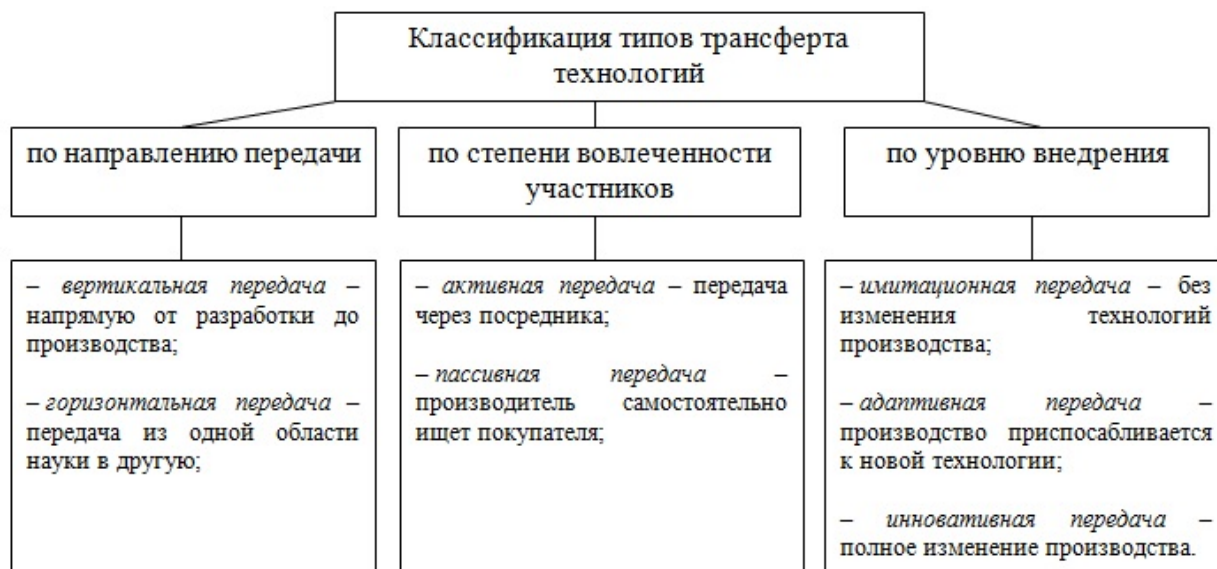 Классификация типов трансферта
технологий
по направлению передачи
по степени вовлеченности
участников
по уровню внедрения
– вертикальная передача –
напрямую от разработки до
производства;
– горизонтальная передача –
передача из одной области
науки в другую;
– активная передача – передача
через посредника;
– пассивная передача –
производитель самостоятельно
ищет покупателя;
– имитационная передача – без
изменения технологий
производства;
– адаптивная передача –
производство приспосабливается
к новой технологии;
– инновативная передача –
полное изменение производства.